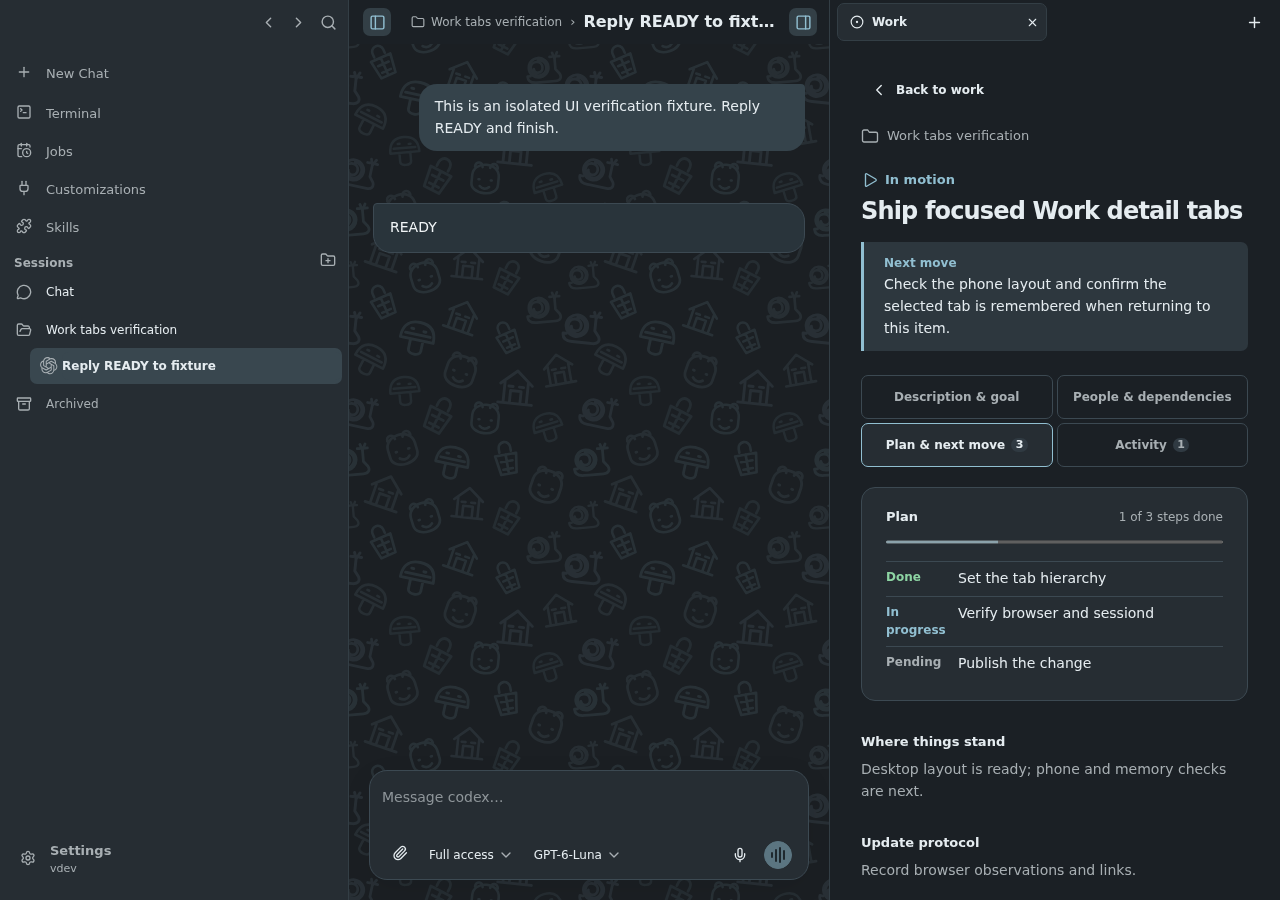 New Chat
Terminal
Jobs
Customizations
Skills
Sessions
Chat
Work tabs verification
Reply READY to fixture
Archived
Settings
vdev
Work tabs verification › Reply READY to fixt…
This is an isolated UI verification fixture. Reply
READY and finish.
READY
Message codex…
Full access
GPT-6-Luna
Work
Back to work
Work tabs verification
In motion
Ship focused Work detail tabs
Next move
Check the phone layout and confirm the
selected tab is remembered when returning to
this item.
Description & goal
People & dependencies
Plan & next move 3
Activity 1
Plan
1 of 3 steps done
Done
Set the tab hierarchy
In
progress
Verify browser and sessiond
Pending
Publish the change
Where things stand
Desktop layout is ready; phone and memory checks
are next.
Update protocol
Record browser observations and links.